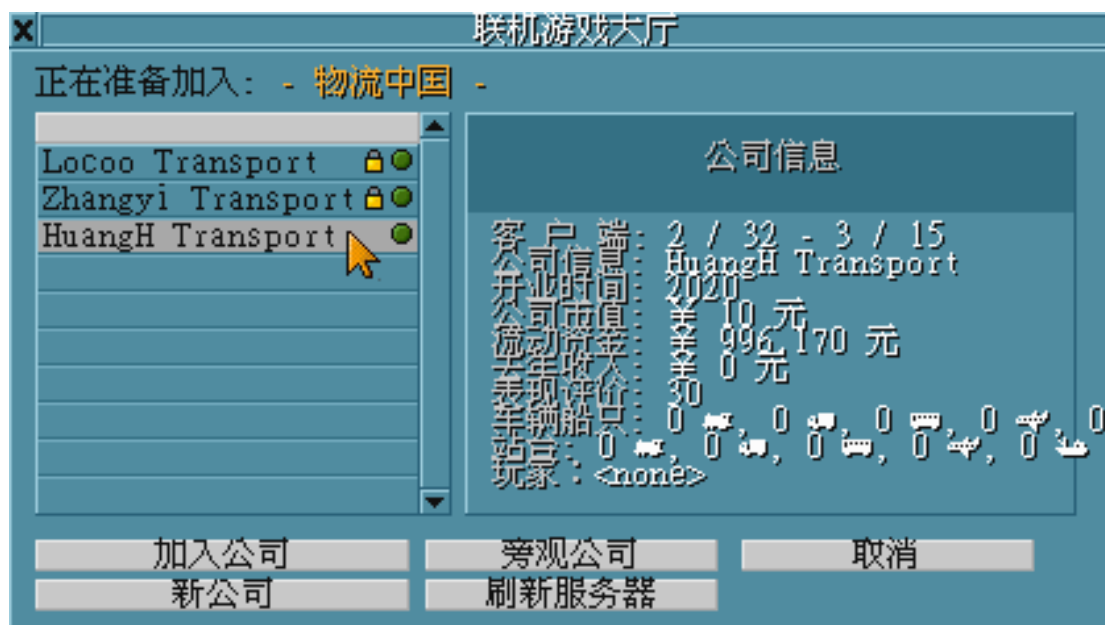 联机游戏大厅
正在准备加入: - 物流中国 -
Locoo Transport
Zhangyi Transport
HuangH Transport
公司信息
客 户 端: 2 / 32 - 3 / 15
公司信息: HuangH Transport
开业时间: 2020
公司市值: ¥ 10 元
流动资金: ¥ 996,170 元
去年收入: ¥ 0 元
表现评价: 30
车辆船只: 0, 0, 0, 0, 0
站台: 0, 0, 0, 0, 0
玩家: <none>
加入公司 旁观公司 取消
新公司 刷新服务器